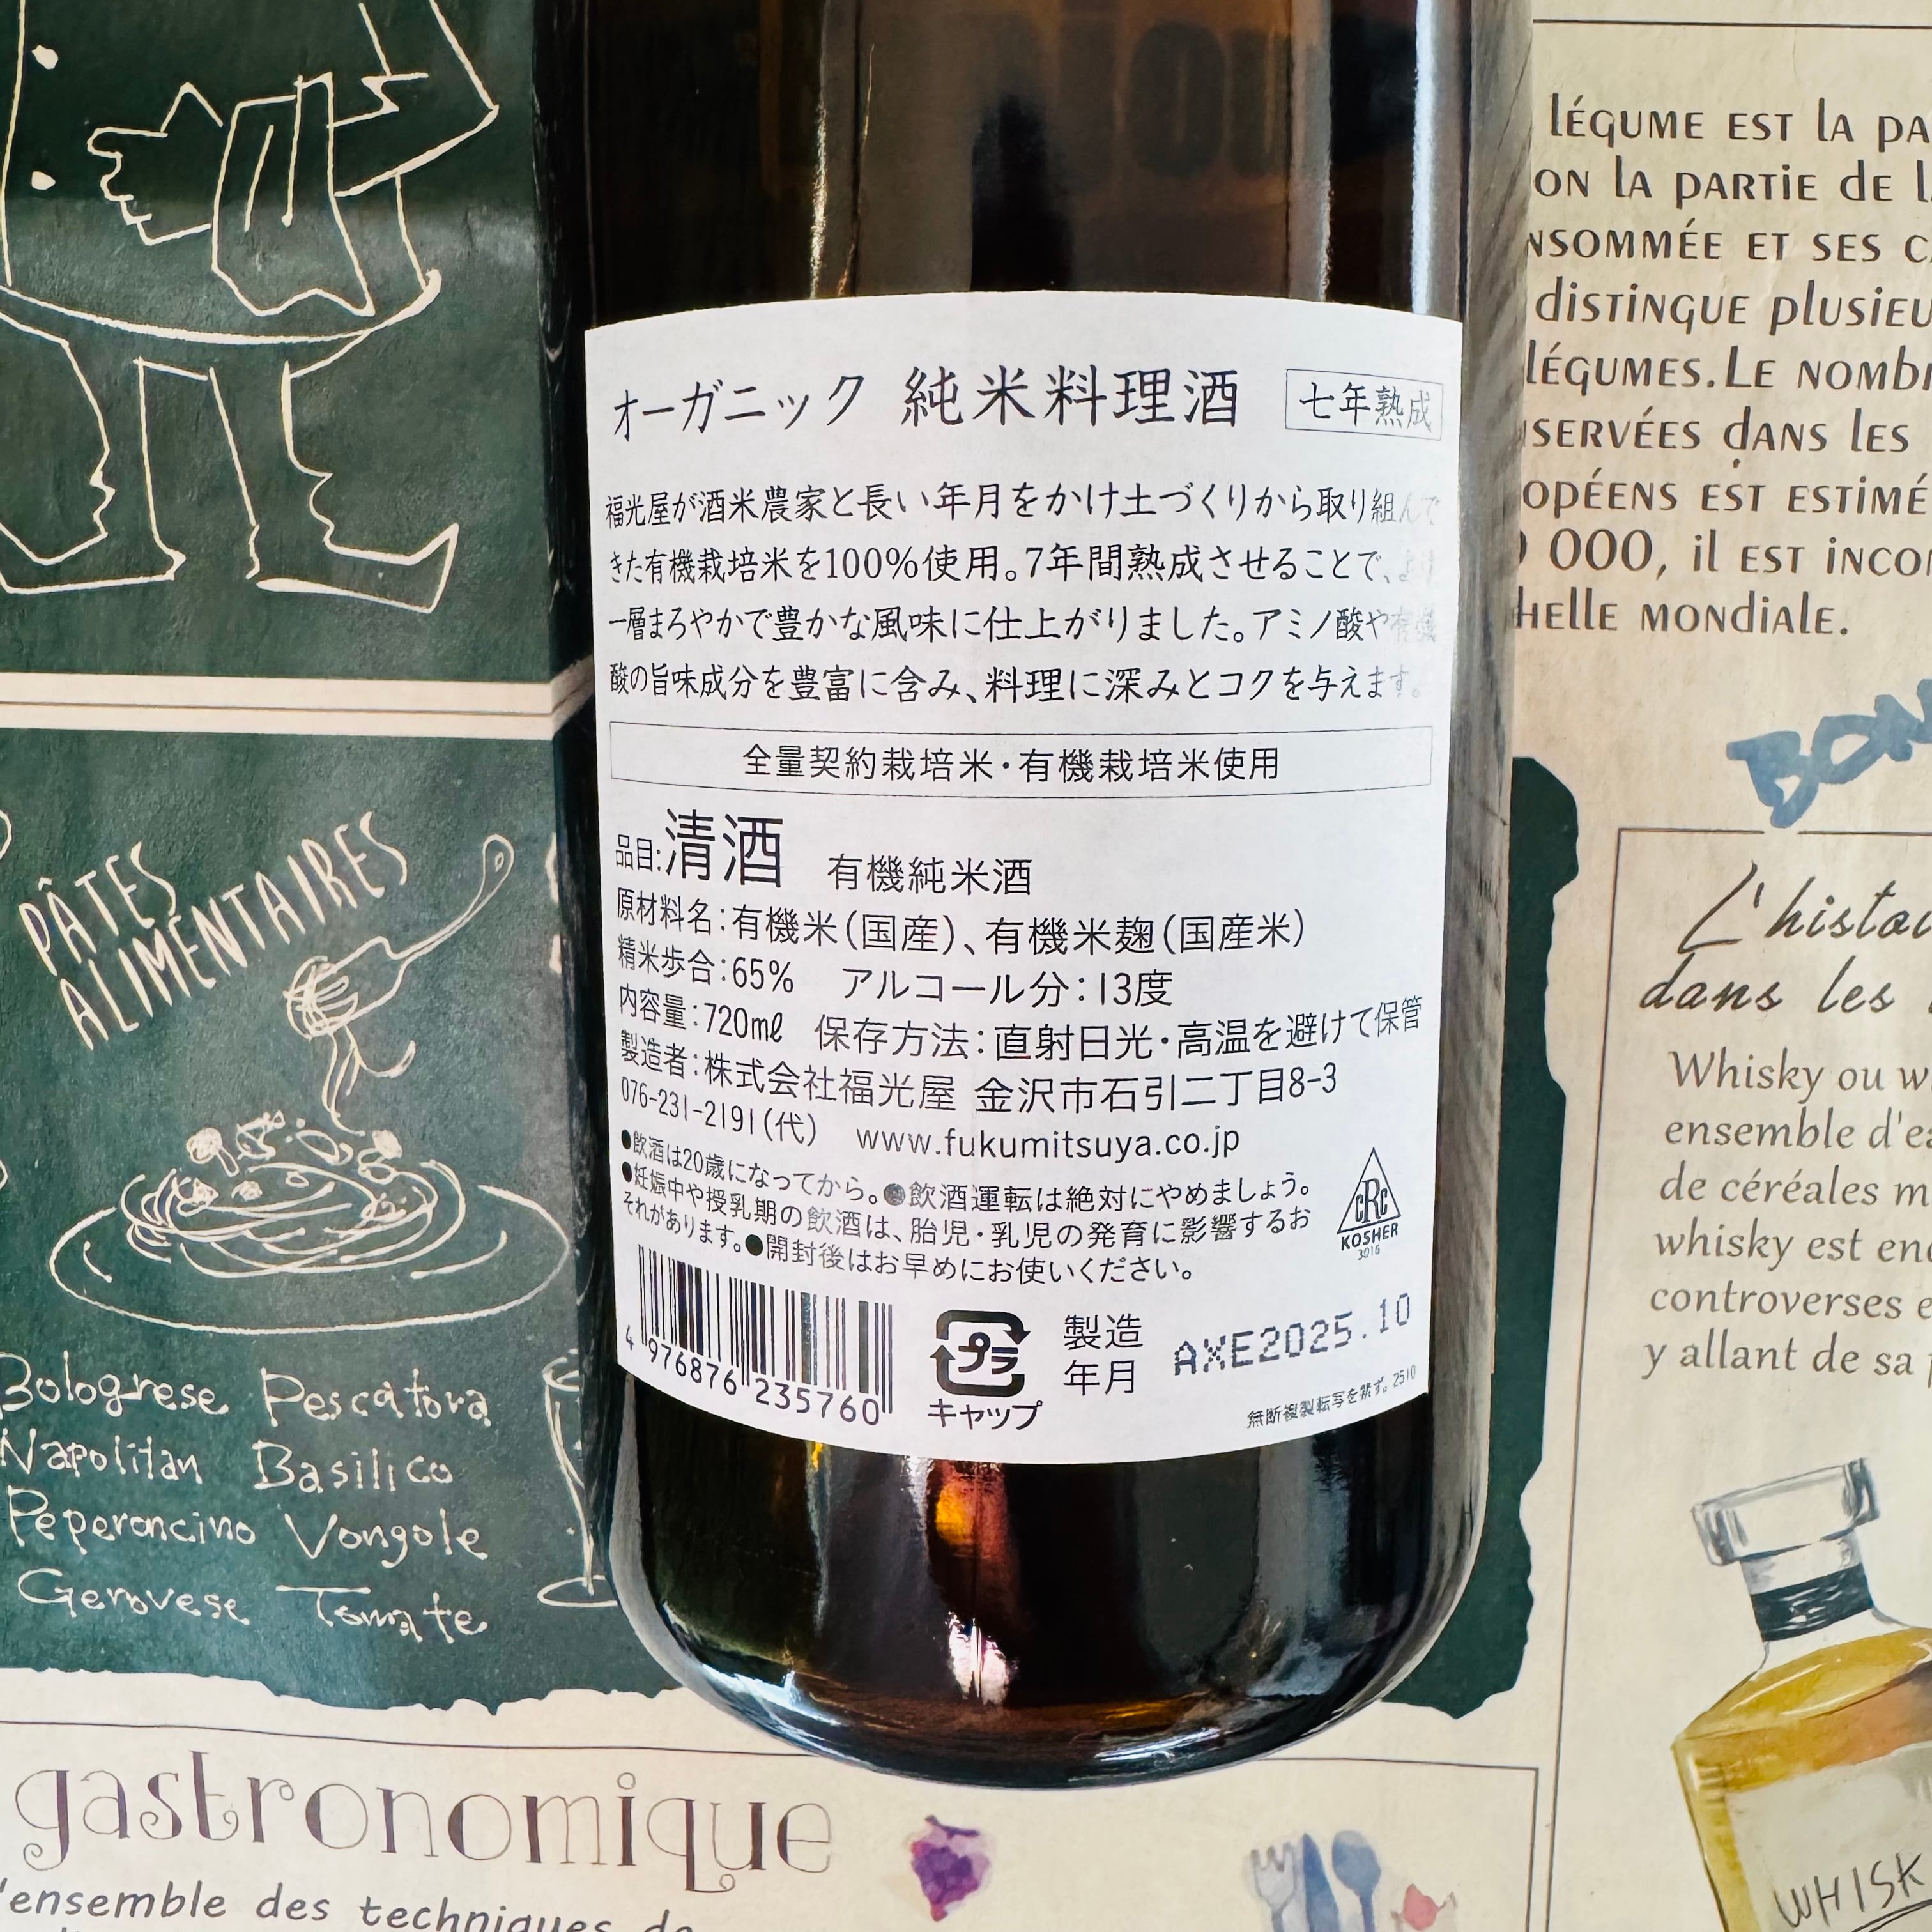 オーガニック 純米料理酒 七年熟成
福光屋が酒米農家と長い年月をかけ土づくりから取り組んで
きた有機栽培米を100%使用。7年間熟成させることで、より
一層まろやかで豊かな風味に仕上がりました。アミノ酸や有機
酸の旨味成分を豊富に含み、料理に深みとコクを与えます。
全量契約栽培米・有機栽培米使用
品目:清酒 有機純米酒
原材料名:有機米(国産)、有機米麹(国産米)
精米歩合:65% アルコール分:13度
内容量:720mℓ 保存方法:直射日光・高温を避けて保管
製造者:株式会社福光屋 金沢市石引二丁目8-3
076-231-2191(代) www.fukumitsuya.co.jp
●飲酒は20歳になってから。●飲酒運転は絶対にやめましょう。
●妊娠中や授乳期の飲酒は、胎児・乳児の発育に影響するお
それがあります。●開封後はお早めにお使いください。
CRC
KOSHER
3016
4 976876 235760
プラ
キャップ
製造
年月
AXE2025.10
無断複製転写を禁ず。2510
PÂTES
ALIMENTAIRES
Bolognese Pescatora
Napolitan Basilico
Peperoncino Vongole
Genovese Tomate
gastronomique
l'ensemble des techniques de
légume est la
on la partie de
et ses
distingue
légumes. Le
dans les
est estimé
000, il est
mondiale.
L'histoi
dans les
Whisky ou
ensemble
de céréales
whisky est
controverses
y allant de sa
WHISK